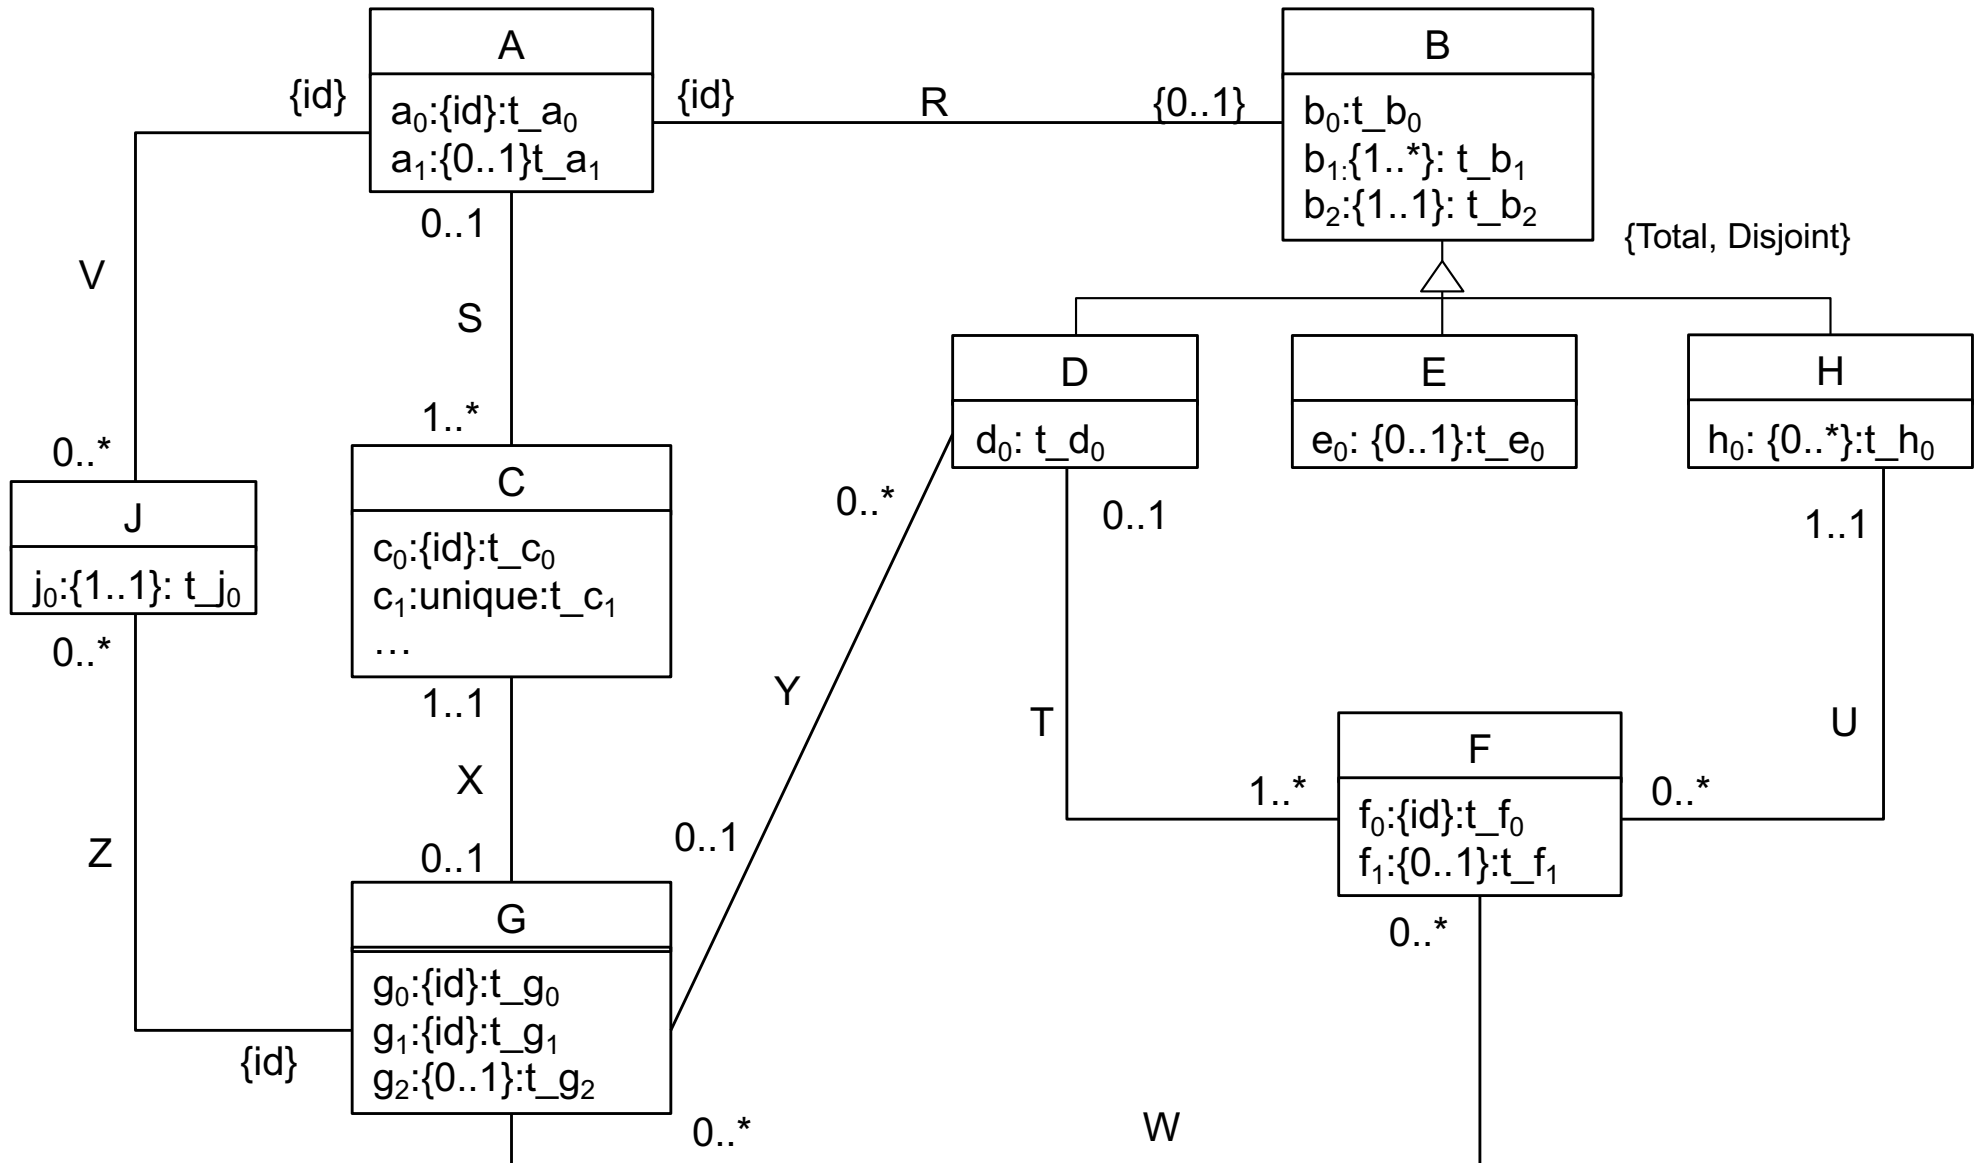 A
a₀:{id}:t_a₀
a₁:{0..1}t_a₁
{id}
{id}
R
{0..1}
B
b₀:t_b₀
b₁:{1..*}: t_b₁
b₂:{1..1}: t_b₂
{Total, Disjoint}
0..1
V
S
1..*
0..*
D
d₀: t_d₀
E
e₀: {0..1}:t_e₀
H
h₀: {0..*}:t_h₀
J
j₀:{1..1}: t_j₀
C
c₀:{id}:t_c₀
c₁:unique:t_c₁
…
0..*
0..1
1..1
0..*
1..1
Y
T
U
X
F
f₀:{id}:t_f₀
f₁:{0..1}:t_f₁
1..*
0..*
Z
0..1
0..1
G
g₀:{id}:t_g₀
g₁:{id}:t_g₁
g₂:{0..1}:t_g₂
0..*
{id}
0..*
W